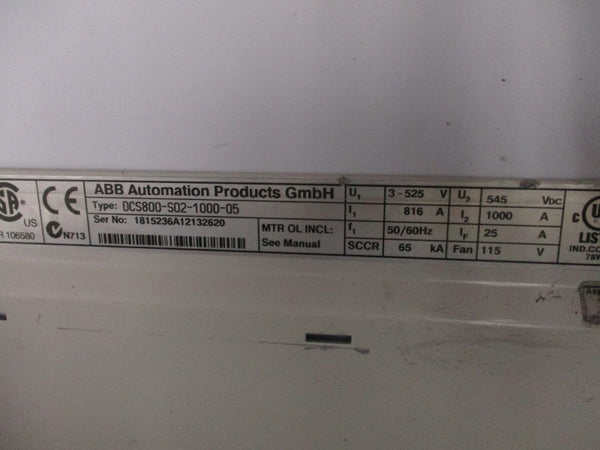 ABB Automation Products GmbH
Type: DCS800-S02-1000-05
Ser No: 1815236A12132620
MTR OL INCL:
See Manual
U1 3-525 V U2 545 VDC
I1 816 A I2 1000 A
f1 50/60Hz IF 25 A
SCCR 65 kA Fan 115 V
CE
N713
US
R 106580
C UL
LIST
IND.CO